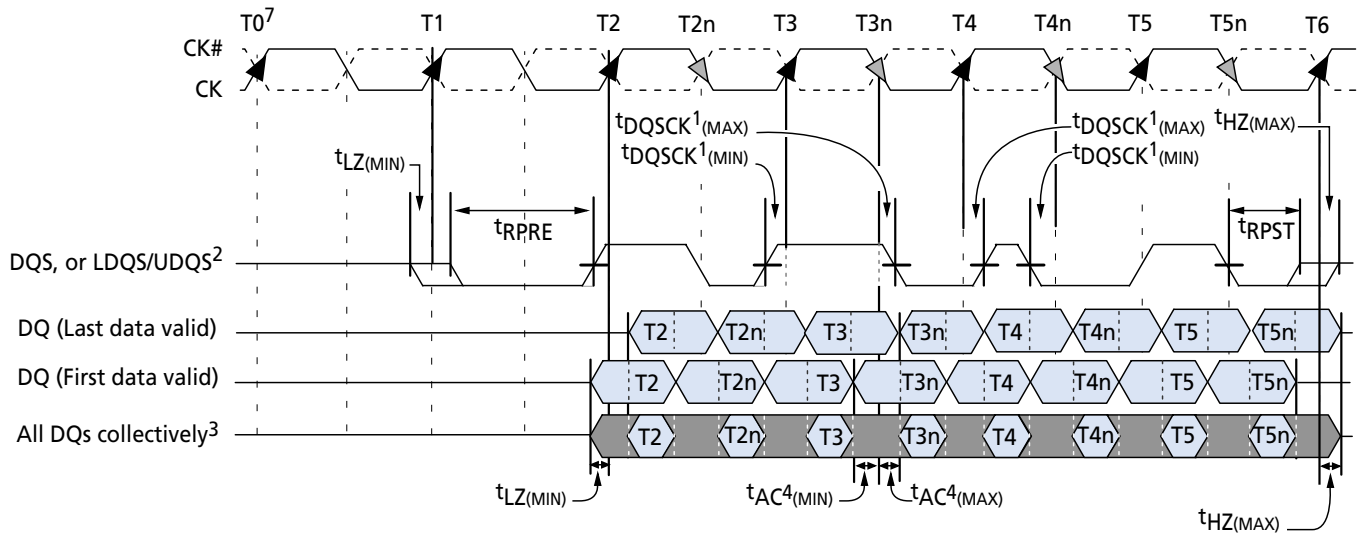 T0⁷ T1 T2 T2n T3 T3n T4 T4n T5 T5n T6
CK#
CK
tDQSCK¹(MAX) tDQSCK¹(MAX) tHZ(MAX)
tLZ(MIN) tDQSCK¹(MIN) tDQSCK¹(MIN)
tRPRE tRPST
DQS, or LDQS/UDQS²
DQ (Last data valid) T2 T2n T3 T3n T4 T4n T5 T5n
DQ (First data valid) T2 T2n T3 T3n T4 T4n T5 T5n
All DQs collectively³ T2 T2n T3 T3n T4 T4n T5 T5n
tLZ(MIN) tAC⁴(MIN) tAC⁴(MAX)
tHZ(MAX)